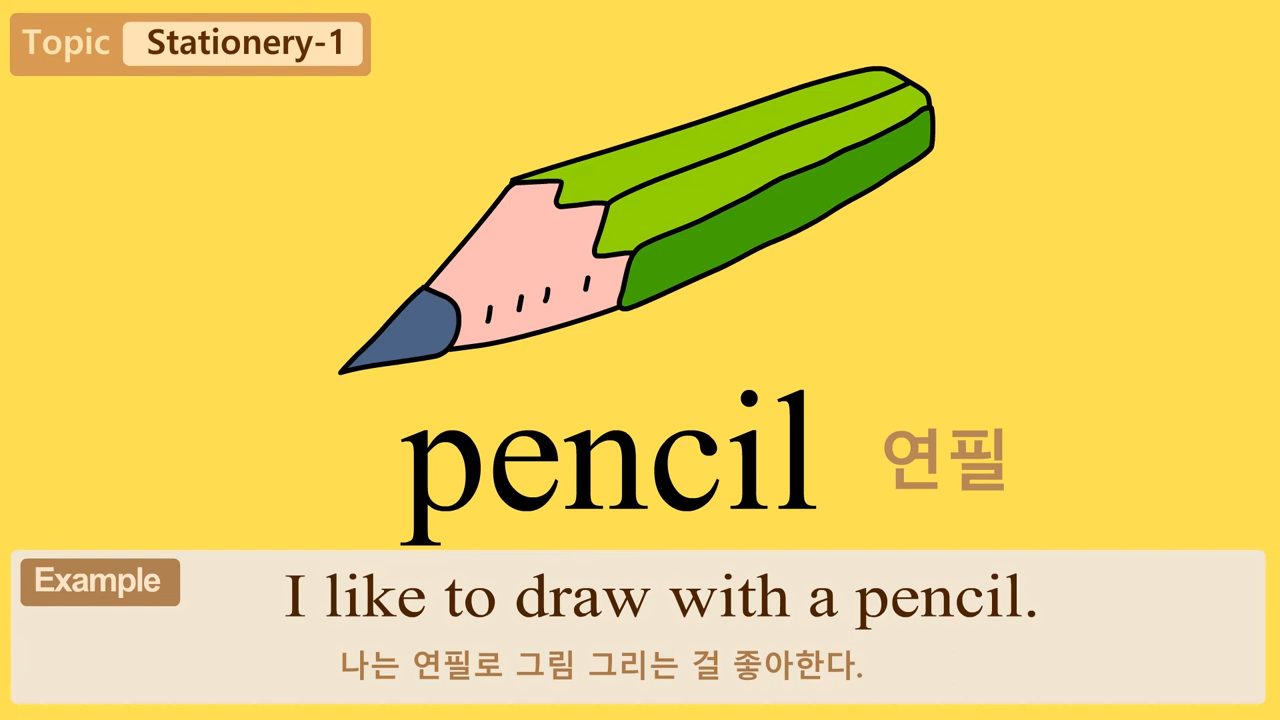 Topic Stationery-1
pencil 연필
Example
I like to draw with a pencil.
나는 연필로 그림 그리는 걸 좋아한다.